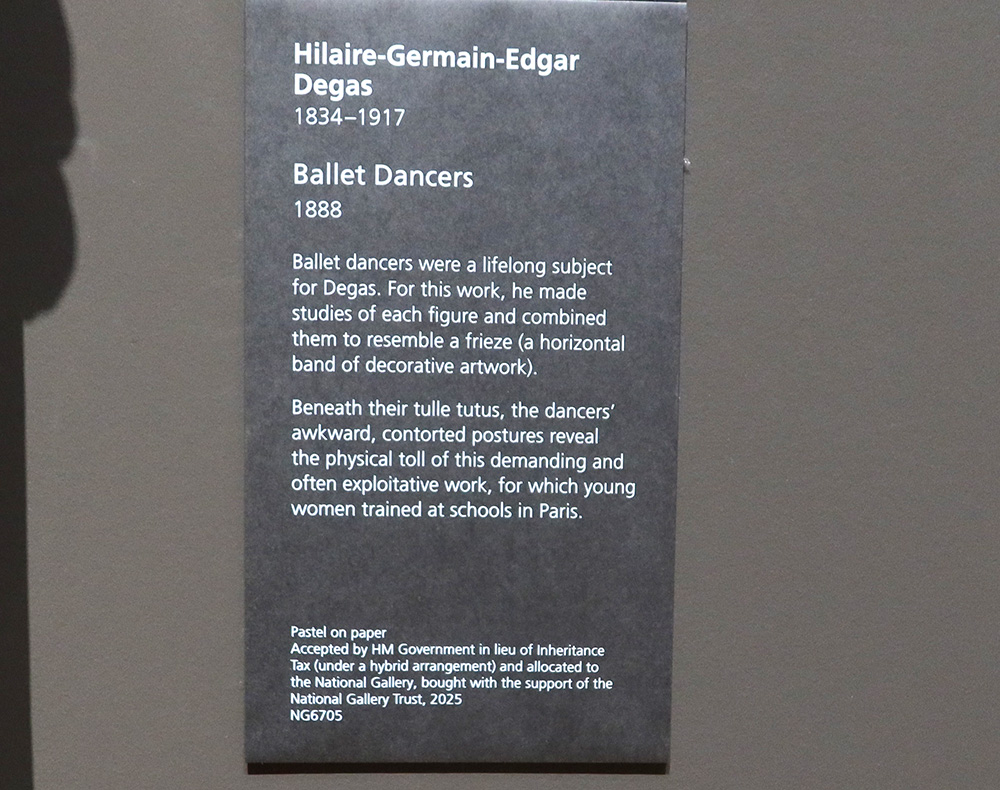 Hilaire-Germain-Edgar
Degas
1834–1917
Ballet Dancers
1888
Ballet dancers were a lifelong subject
for Degas. For this work, he made
studies of each figure and combined
them to resemble a frieze (a horizontal
band of decorative artwork).
Beneath their tulle tutus, the dancers’
awkward, contorted postures reveal
the physical toll of this demanding and
often exploitative work, for which young
women trained at schools in Paris.
Pastel on paper
Accepted by HM Government in lieu of Inheritance
Tax (under a hybrid arrangement) and allocated to
the National Gallery, bought with the support of the
National Gallery Trust, 2025
NG6705